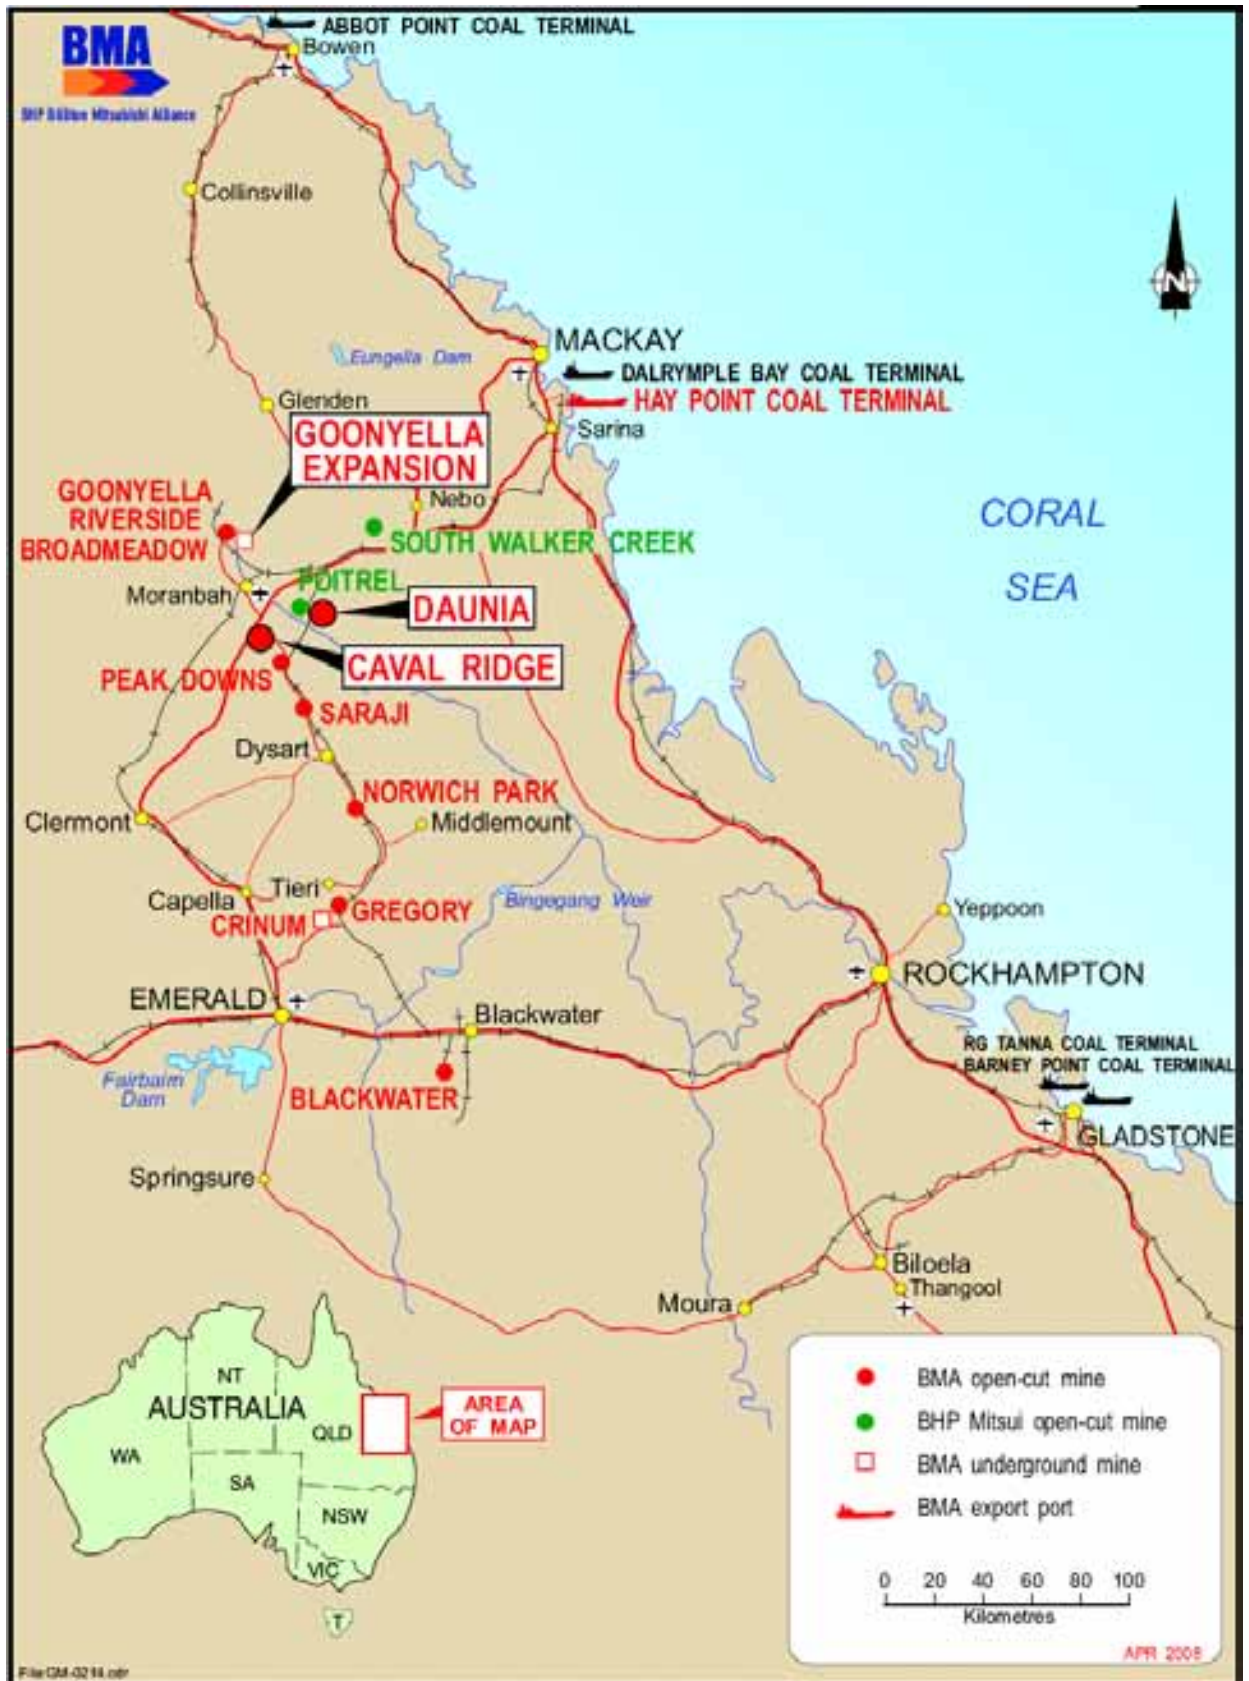 ABBOT POINT COAL TERMINAL
BMA
BHP Billiton Mitsubishi Alliance
Bowen
Collinsville
N
MACKAY
Eungella Dam
DALRYMPLE BAY COAL TERMINAL
HAY POINT COAL TERMINAL
Glenden
Sarina
GOONYELLA
EXPANSION
GOONYELLA
RIVERSIDE
BROADMEADOW
Nebo
CORAL
SEA
SOUTH WALKER CREEK
Moranbah
POITREL
DAUNIA
CAVAL RIDGE
PEAK DOWNS
SARAJI
Dysart
NORWICH PARK
Clermont
Middlemount
Tieri
Capella
Bingegang Weir
GREGORY
CRINUM
Yeppoon
ROCKHAMPTON
EMERALD
Blackwater
RG TANNA COAL TERMINAL
BARNEY POINT COAL TERMINAL
Fairbairn
Dam
BLACKWATER
GLADSTONE
Springsure
Biloela
Thangool
Moura
NT
AUSTRALIA
QLD
WA
SA
NSW
VIC
T
AREA
OF MAP
BMA open-cut mine
BHP Mitsui open-cut mine
BMA underground mine
BMA export port
0 20 40 60 80 100
Kilometres
APR 2008
File:GM-0214.cdr